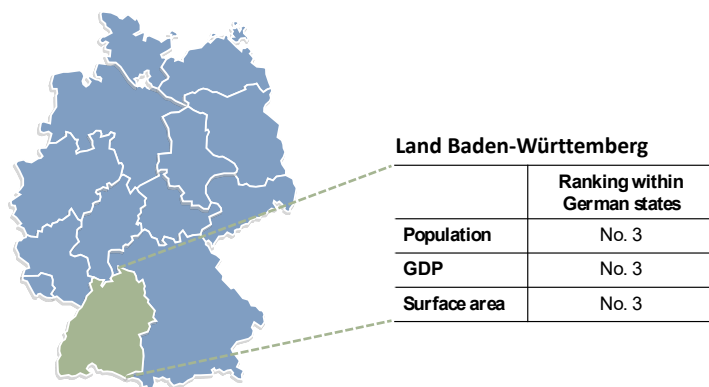 Land Baden-Württemberg
Ranking within
German states
Population No. 3
GDP No. 3
Surface area No. 3